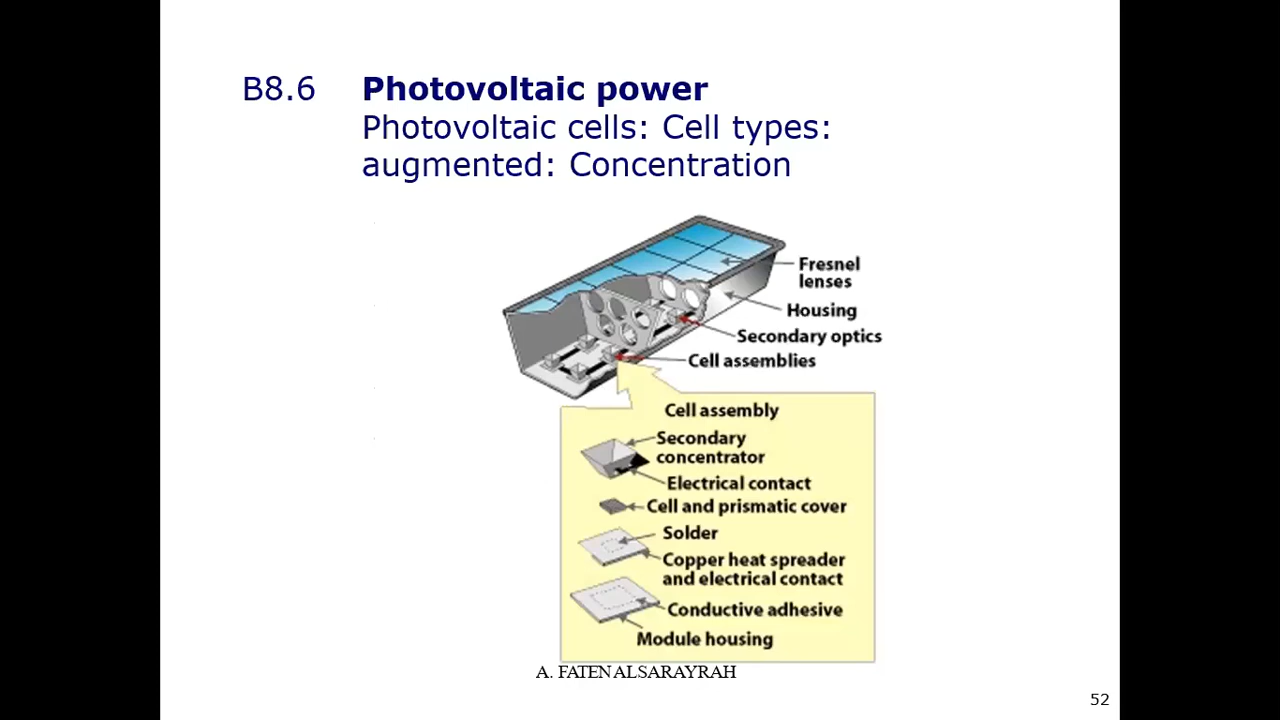 B8.6 Photovoltaic power
Photovoltaic cells: Cell types:
augmented: Concentration
Fresnel
lenses
Housing
Secondary optics
Cell assemblies
Cell assembly
Secondary
concentrator
Electrical contact
Cell and prismatic cover
Solder
Copper heat spreader
and electrical contact
Conductive adhesive
Module housing
A. FATEN ALSARAYRAH
52